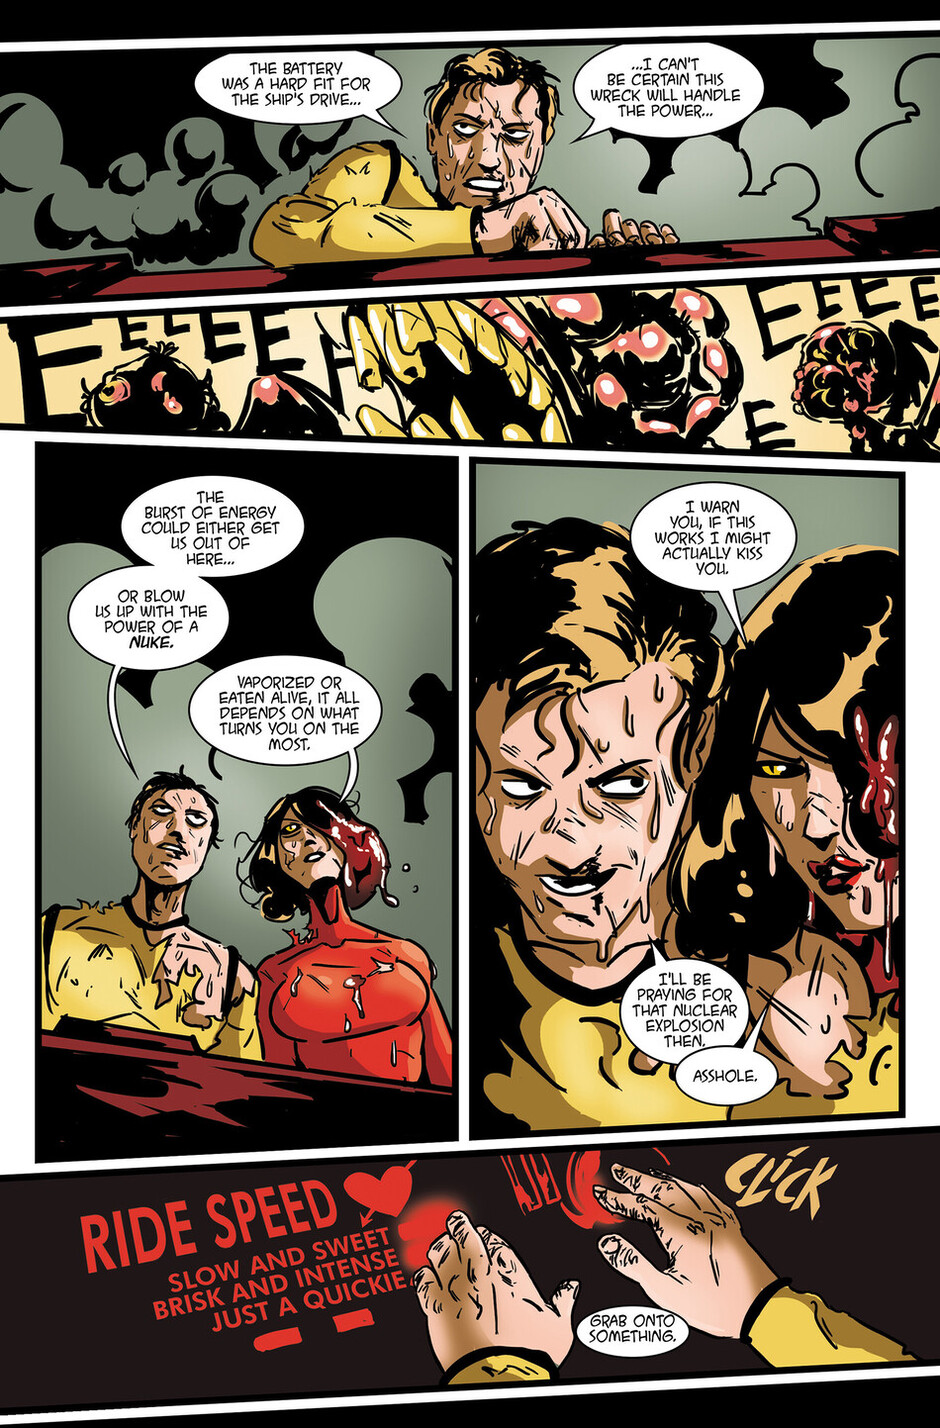 THE BATTERY
WAS A HARD FIT FOR
THE SHIP'S DRIVE...
...I CAN'T
BE CERTAIN THIS
WRECK WILL HANDLE
THE POWER...
EEEEE
EEEE
E
THE
BURST OF ENERGY
COULD EITHER GET
US OUT OF
HERE...
OR BLOW
US UP WITH THE
POWER OF A
NUKE.
VAPORIZED OR
EATEN ALIVE, IT ALL
DEPENDS ON WHAT
TURNS YOU ON THE
MOST.
I WARN
YOU, IF THIS
WORKS I MIGHT
ACTUALLY KISS
YOU.
I'LL BE
PRAYING FOR
THAT NUCLEAR
EXPLOSION
THEN.
ASSHOLE.
RIDE SPEED
SLOW AND SWEET
BRISK AND INTENSE
JUST A QUICKIE
CLICK
GRAB ONTO
SOMETHING.